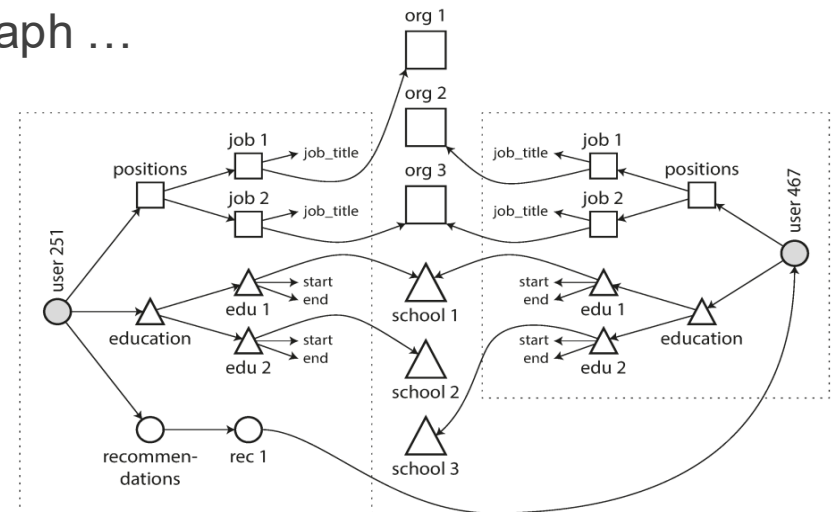 aph …
org 1
org 2
org 3
user 251
positions
job 1
job_title
job 2
job_title
education
edu 1
start
end
edu 2
start
end
recommen-
dations
rec 1
school 1
school 2
school 3
job 1
job_title
job 2
job_title
positions
user 467
start
end
edu 1
start
end
edu 2
education